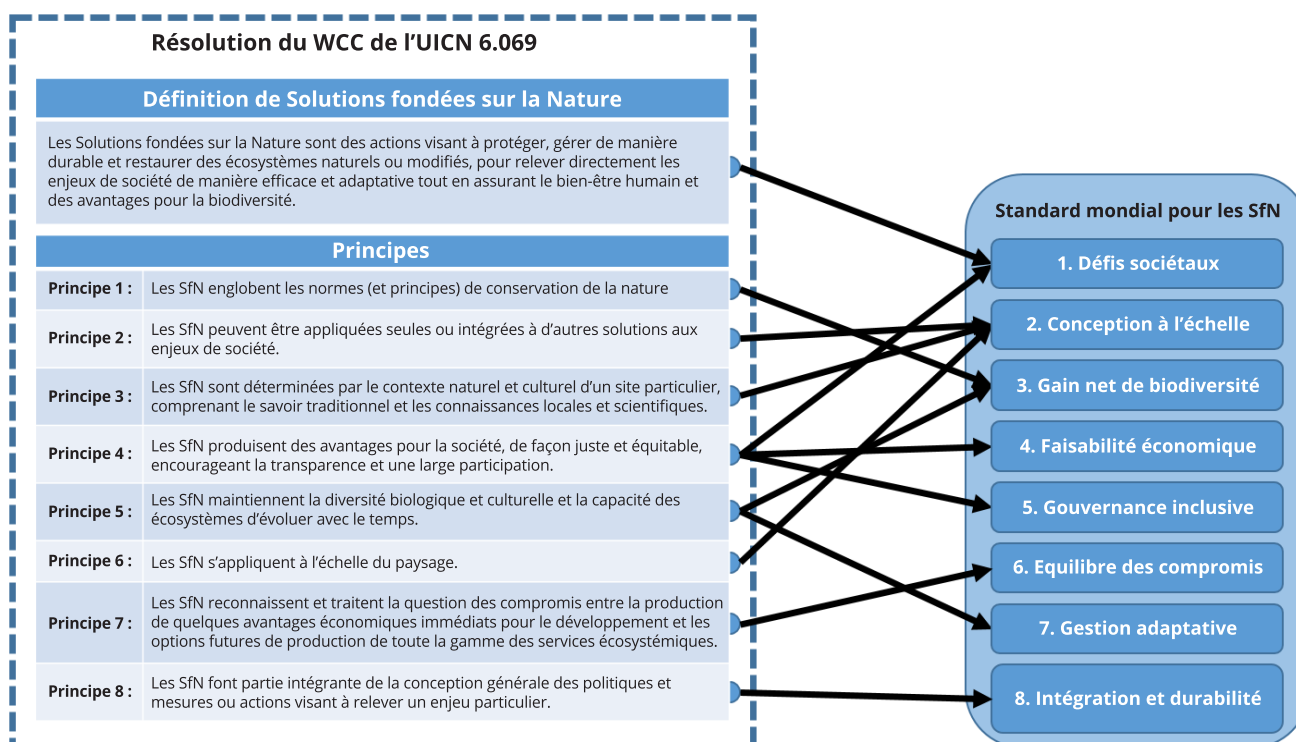 Résolution du WCC de l’UICN 6.069
Définition de Solutions fondées sur la Nature
Les Solutions fondées sur la Nature sont des actions visant à protéger, gérer de manière
durable et restaurer des écosystèmes naturels ou modifiés, pour relever directement les
enjeux de société de manière efficace et adaptative tout en assurant le bien-être humain et
des avantages pour la biodiversité.
Principes
Principe 1 : Les SfN englobent les normes (et principes) de conservation de la nature
Principe 2 : Les SfN peuvent être appliquées seules ou intégrées à d’autres solutions aux
enjeux de société.
Principe 3 : Les SfN sont déterminées par le contexte naturel et culturel d’un site particulier,
comprenant le savoir traditionnel et les connaissances locales et scientifiques.
Principe 4 : Les SfN produisent des avantages pour la société, de façon juste et équitable,
encourageant la transparence et une large participation.
Principe 5 : Les SfN maintiennent la diversité biologique et culturelle et la capacité des
écosystèmes d’évoluer avec le temps.
Principe 6 : Les SfN s’appliquent à l’échelle du paysage.
Principe 7 : Les SfN reconnaissent et traitent la question des compromis entre la production
de quelques avantages économiques immédiats pour le développement et les
options futures de production de toute la gamme des services écosystémiques.
Principe 8 : Les SfN font partie intégrante de la conception générale des politiques et
mesures ou actions visant à relever un enjeu particulier.
Standard mondial pour les SfN
1. Défis sociétaux
2. Conception à l’échelle
3. Gain net de biodiversité
4. Faisabilité économique
5. Gouvernance inclusive
6. Equilibre des compromis
7. Gestion adaptative
8. Intégration et durabilité